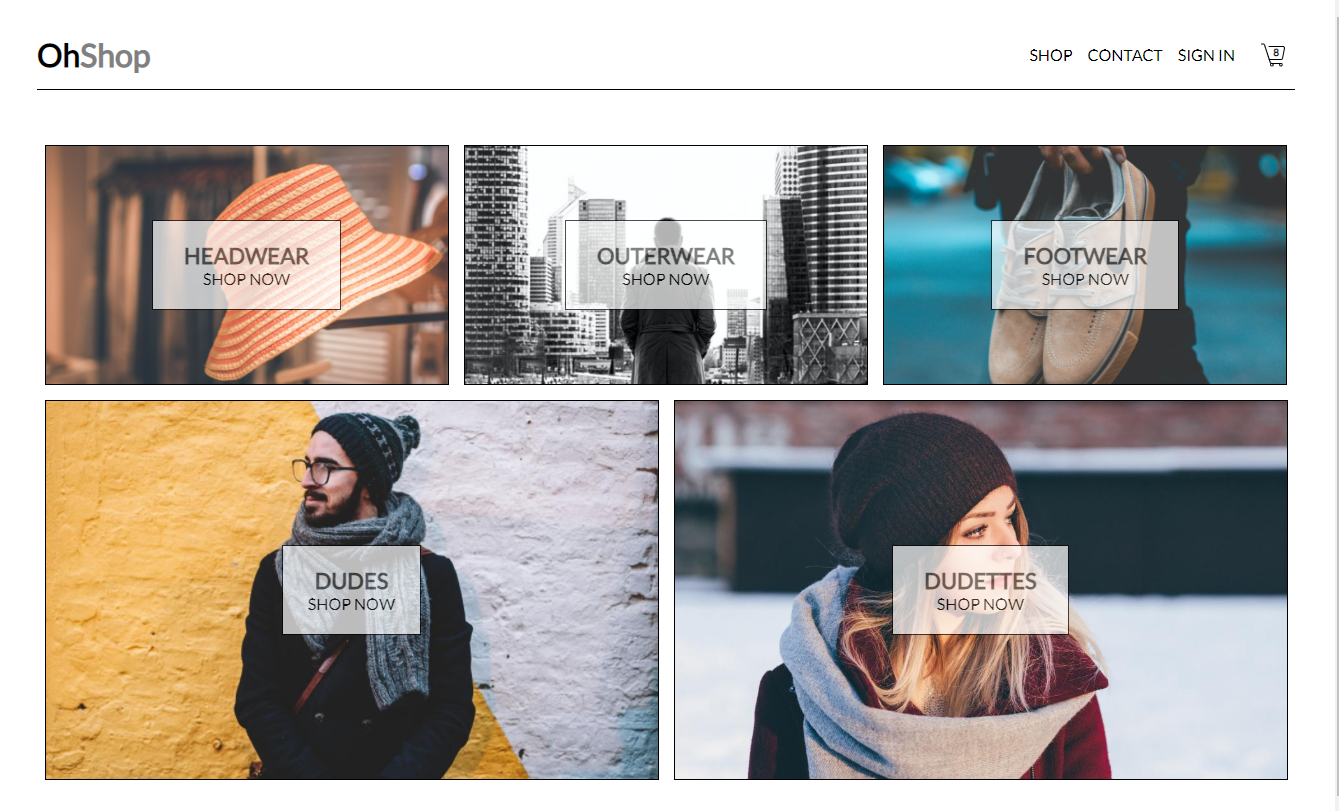 OhShop
SHOP CONTACT SIGN IN 8
HEADWEAR
SHOP NOW
OUTERWEAR
SHOP NOW
FOOTWEAR
SHOP NOW
DUDES
SHOP NOW
DUDETTES
SHOP NOW